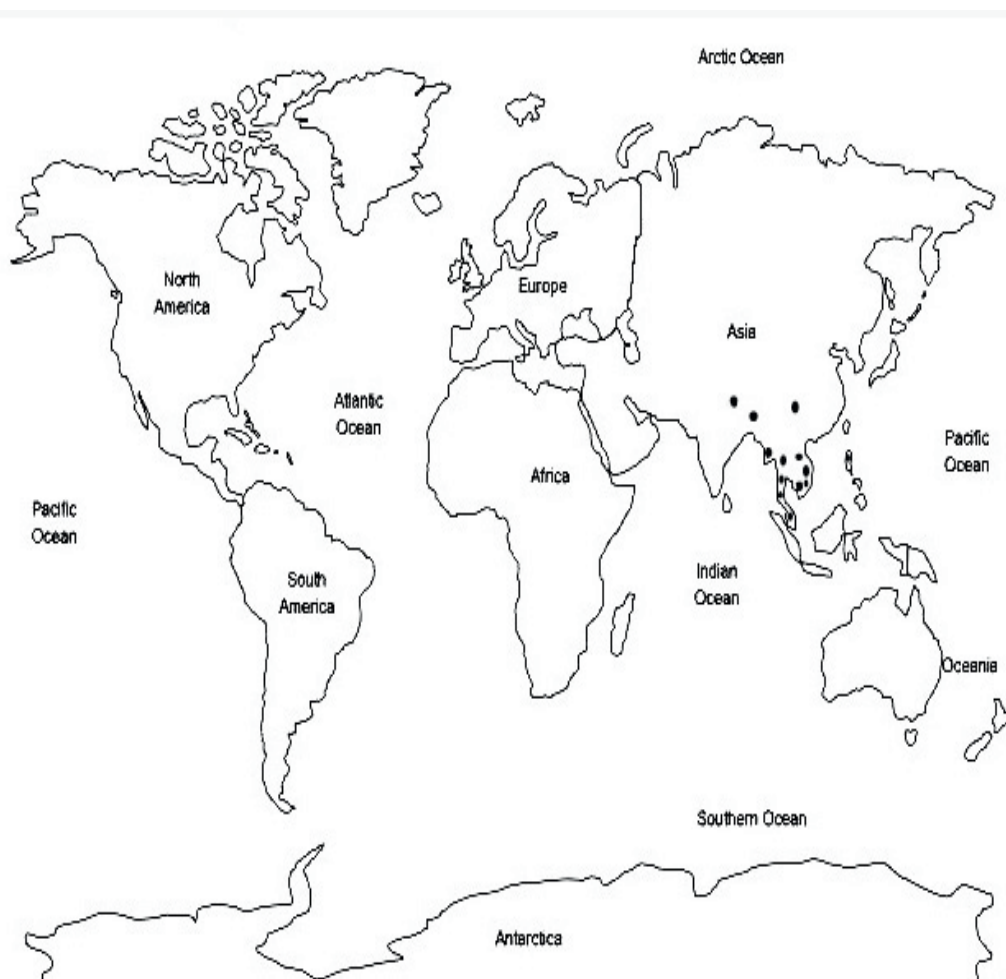 Arctic Ocean
North
America
Europe
Asia
Atlantic
Ocean
Pacific
Ocean
Africa
Pacific
Ocean
South
America
Indian
Ocean
Oceania
Southern Ocean
Antarctica